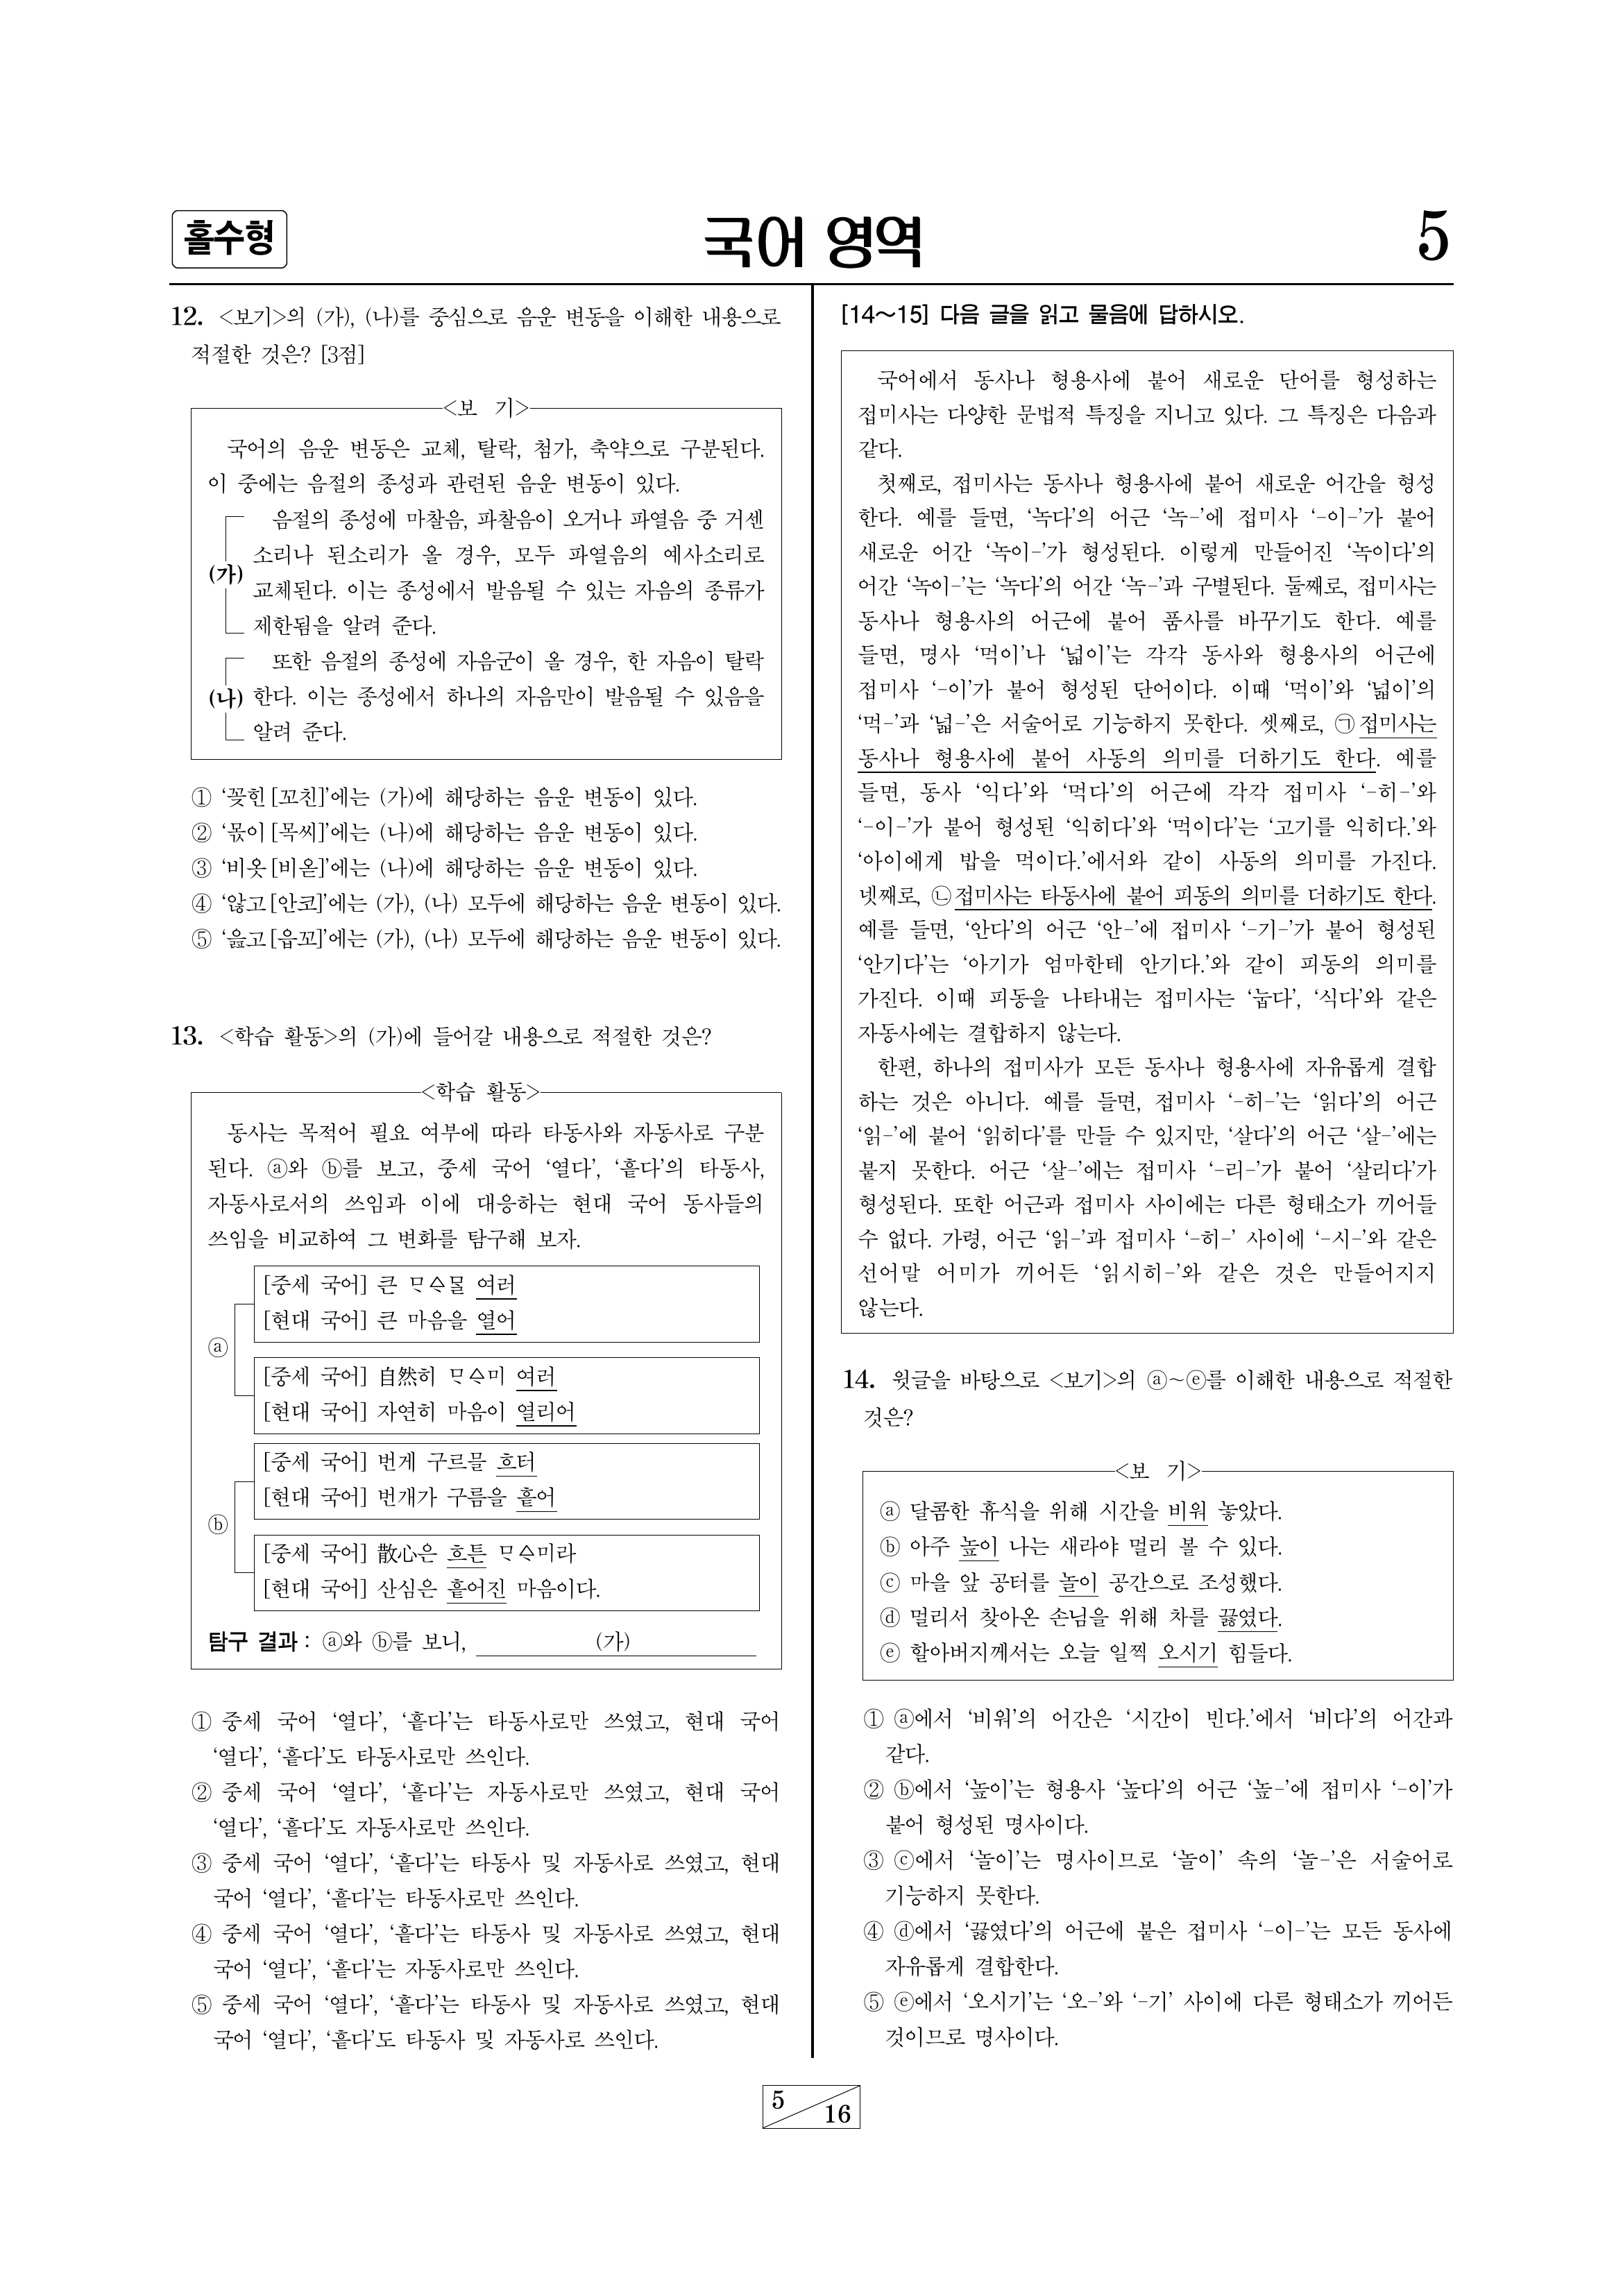 홀수형
국어 영역
5
12. <보기>의 (가), (나)를 중심으로 음운 변동을 이해한 내용으로
적절한 것은? [3점]
<보 기>
국어의 음운 변동은 교체, 탈락, 첨가, 축약으로 구분된다.
이 중에는 음절의 종성과 관련된 음운 변동이 있다.
음절의 종성에 마찰음, 파찰음이 오거나 파열음 중 거센
소리나 된소리가 올 경우, 모두 파열음의 예사소리로
(가)
교체된다. 이는 종성에서 발음될 수 있는 자음의 종류가
제한됨을 알려 준다.
또한 음절의 종성에 자음군이 올 경우, 한 자음이 탈락
(나) 한다. 이는 종성에서 하나의 자음만이 발음될 수 있음을
알려 준다.
① ‘꽂힌[꼬친]’에는 (가)에 해당하는 음운 변동이 있다.
② ‘몫이[목씨]’에는 (나)에 해당하는 음운 변동이 있다.
③ ‘비옷[비옫]’에는 (나)에 해당하는 음운 변동이 있다.
④ ‘않고[안코]’에는 (가), (나) 모두에 해당하는 음운 변동이 있다.
⑤ ‘읊고[읍꼬]’에는 (가), (나) 모두에 해당하는 음운 변동이 있다.
13. <학습 활동>의 (가)에 들어갈 내용으로 적절한 것은?
<학습 활동>
동사는 목적어 필요 여부에 따라 타동사와 자동사로 구분
된다. ⓐ와 ⓑ를 보고, 중세 국어 ‘열다’, ‘흩다’의 타동사,
자동사로서의 쓰임과 이에 대응하는 현대 국어 동사들의
쓰임을 비교하여 그 변화를 탐구해 보자.
[중세 국어] 큰 ᄆᆞᅀᆞᄆᆞᆯ 여러
[현대 국어] 큰 마음을 열어
ⓐ
[중세 국어] 自然히 ᄆᆞᅀᆞ미 여러
[현대 국어] 자연히 마음이 열리어
[중세 국어] 번게 구르믈 흐터
[현대 국어] 번개가 구름을 흩어
ⓑ
[중세 국어] 散心은 흐튼 ᄆᆞᅀᆞ미라
[현대 국어] 산심은 흩어진 마음이다.
탐구 결과 : ⓐ와 ⓑ를 보니, (가)
① 중세 국어 ‘열다’, ‘흩다’는 타동사로만 쓰였고, 현대 국어
‘열다’, ‘흩다’도 타동사로만 쓰인다.
② 중세 국어 ‘열다’, ‘흩다’는 자동사로만 쓰였고, 현대 국어
‘열다’, ‘흩다’도 자동사로만 쓰인다.
③ 중세 국어 ‘열다’, ‘흩다’는 타동사 및 자동사로 쓰였고, 현대
국어 ‘열다’, ‘흩다’는 타동사로만 쓰인다.
④ 중세 국어 ‘열다’, ‘흩다’는 타동사 및 자동사로 쓰였고, 현대
국어 ‘열다’, ‘흩다’는 자동사로만 쓰인다.
⑤ 중세 국어 ‘열다’, ‘흩다’는 타동사 및 자동사로 쓰였고, 현대
국어 ‘열다’, ‘흩다’도 타동사 및 자동사로 쓰인다.
[14～15] 다음 글을 읽고 물음에 답하시오.
국어에서 동사나 형용사에 붙어 새로운 단어를 형성하는
접미사는 다양한 문법적 특징을 지니고 있다. 그 특징은 다음과
같다.
첫째로, 접미사는 동사나 형용사에 붙어 새로운 어간을 형성
한다. 예를 들면, ‘녹다’의 어근 ‘녹-’에 접미사 ‘-이-’가 붙어
새로운 어간 ‘녹이-’가 형성된다. 이렇게 만들어진 ‘녹이다’의
어간 ‘녹이-’는 ‘녹다’의 어간 ‘녹-’과 구별된다. 둘째로, 접미사는
동사나 형용사의 어근에 붙어 품사를 바꾸기도 한다. 예를
들면, 명사 ‘먹이’나 ‘넓이’는 각각 동사와 형용사의 어근에
접미사 ‘-이’가 붙어 형성된 단어이다. 이때 ‘먹이’와 ‘넓이’의
‘먹-’과 ‘넓-’은 서술어로 기능하지 못한다. 셋째로, ㉠접미사는
동사나 형용사에 붙어 사동의 의미를 더하기도 한다. 예를
들면, 동사 ‘익다’와 ‘먹다’의 어근에 각각 접미사 ‘-히-’와
‘-이-’가 붙어 형성된 ‘익히다’와 ‘먹이다’는 ‘고기를 익히다.’와
‘아이에게 밥을 먹이다.’에서와 같이 사동의 의미를 가진다.
넷째로, ㉡접미사는 타동사에 붙어 피동의 의미를 더하기도 한다.
예를 들면, ‘안다’의 어근 ‘안-’에 접미사 ‘-기-’가 붙어 형성된
‘안기다’는 ‘아기가 엄마한테 안기다.’와 같이 피동의 의미를
가진다. 이때 피동을 나타내는 접미사는 ‘눕다’, ‘식다’와 같은
자동사에는 결합하지 않는다.
한편, 하나의 접미사가 모든 동사나 형용사에 자유롭게 결합
하는 것은 아니다. 예를 들면, 접미사 ‘-히-’는 ‘읽다’의 어근
‘읽-’에 붙어 ‘읽히다’를 만들 수 있지만, ‘살다’의 어근 ‘살-’에는
붙지 못한다. 어근 ‘살-’에는 접미사 ‘-리-’가 붙어 ‘살리다’가
형성된다. 또한 어근과 접미사 사이에는 다른 형태소가 끼어들
수 없다. 가령, 어근 ‘읽-’과 접미사 ‘-히-’ 사이에 ‘-시-’와 같은
선어말 어미가 끼어든 ‘읽시히-’와 같은 것은 만들어지지
않는다.
14. 윗글을 바탕으로 <보기>의 ⓐ~ⓔ를 이해한 내용으로 적절한
것은?
<보 기>
ⓐ 달콤한 휴식을 위해 시간을 비워 놓았다.
ⓑ 아주 높이 나는 새라야 멀리 볼 수 있다.
ⓒ 마을 앞 공터를 놀이 공간으로 조성했다.
ⓓ 멀리서 찾아온 손님을 위해 차를 끓였다.
ⓔ 할아버지께서는 오늘 일찍 오시기 힘들다.
① ⓐ에서 ‘비워’의 어간은 ‘시간이 빈다.’에서 ‘비다’의 어간과
같다.
② ⓑ에서 ‘높이’는 형용사 ‘높다’의 어근 ‘높-’에 접미사 ‘-이’가
붙어 형성된 명사이다.
③ ⓒ에서 ‘놀이’는 명사이므로 ‘놀이’ 속의 ‘놀-’은 서술어로
기능하지 못한다.
④ ⓓ에서 ‘끓였다’의 어근에 붙은 접미사 ‘-이-’는 모든 동사에
자유롭게 결합한다.
⑤ ⓔ에서 ‘오시기’는 ‘오-’와 ‘-기’ 사이에 다른 형태소가 끼어든
것이므로 명사이다.
5
16